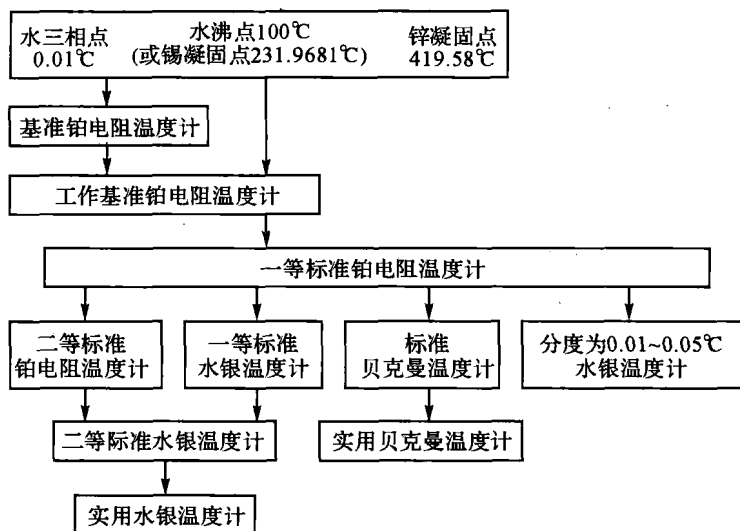 水三相点
0.01℃
水沸点100℃
(或锡凝固点231.9681℃)
锌凝固点
419.58℃
基准铂电阻温度计
工作基准铂电阻温度计
一等标准铂电阻温度计
二等标准
铂电阻温度计
一等标准
水银温度计
标准
贝克曼温度计
分度为0.01~0.05℃
水银温度计
二等际准水银温度计
实用贝克曼温度计
实用水银温度计